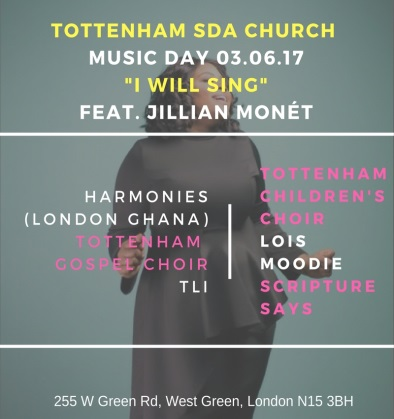 TOTTENHAM SDA CHURCH
MUSIC DAY 03.06.17
"I WILL SING"
FEAT. JILLIAN MONÉT
HARMONIES
(LONDON GHANA)
TOTTENHAM
GOSPEL CHOIR
TLI
TOTTENHAM
CHILDREN'S
CHOIR
LOIS
MOODIE
SCRIPTURE
SAYS
255 W Green Rd, West Green, London N15 3BH